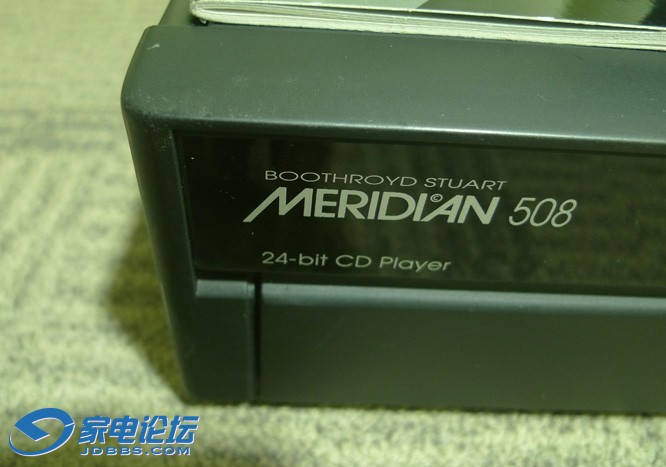 BOOTHROYD STUART
MERIDIAN 508
24-bit CD Player
家电论坛
JDBBS.COM